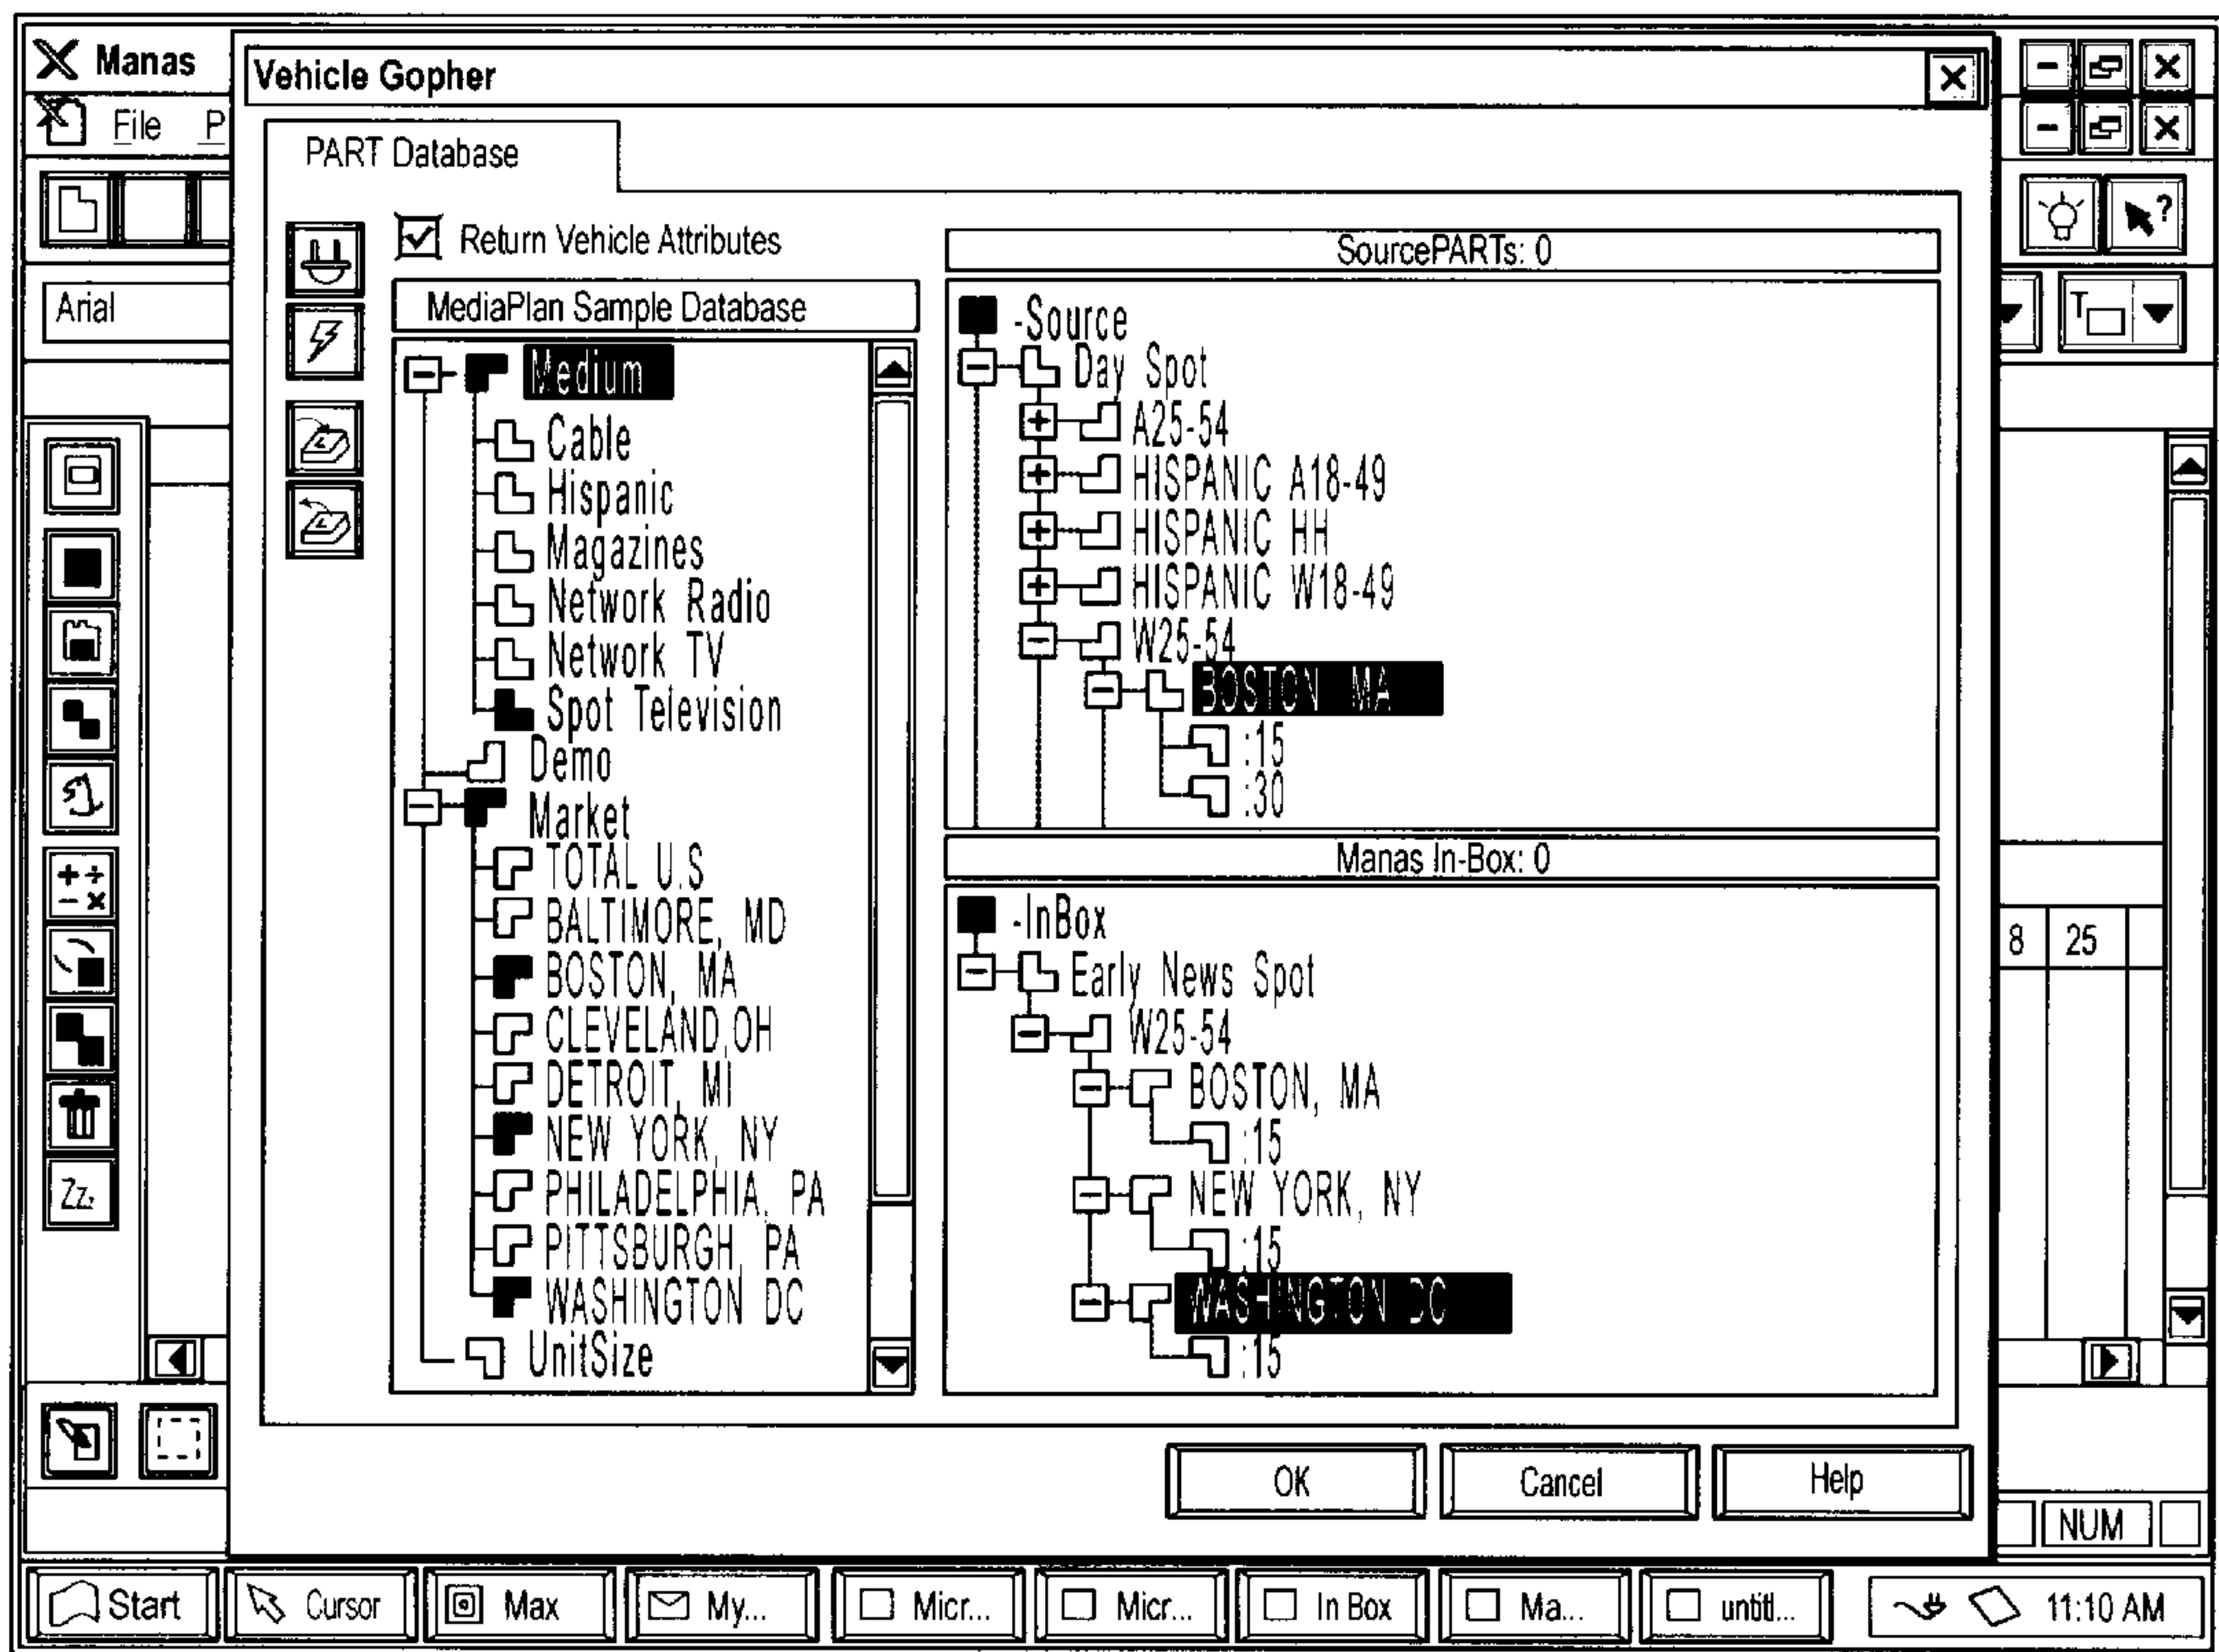 Manas
Vehicle Gopher
File P
PART Database
Return Vehicle Attributes
SourcePARTs: 0
Arial
MediaPlan Sample Database
Medium
Cable
Hispanic
Magazines
Network Radio
Network TV
Spot Television
Demo
Market
TOTAL U.S
BALTIMORE, MD
BOSTON, MA
CLEVELAND,OH
DETROIT, MI
NEW YORK, NY
PHILADELPHIA, PA
PITTSBURGH, PA
WASHINGTON DC
UnitSize
-Source
Day Spot
A25-54
HISPANIC A18-49
HISPANIC HH
HISPANIC W18-49
W25-54
BOSTON MA
:15
:30
Manas In-Box: 0
-InBox
Early News Spot
W25-54
BOSTON, MA
:15
NEW YORK, NY
:15
WASHINGTON DC
:15
8 25
Zz
OK Cancel Help
NUM
Start Cursor Max My... Micr... Micr... In Box Ma... untitl... 11:10 AM